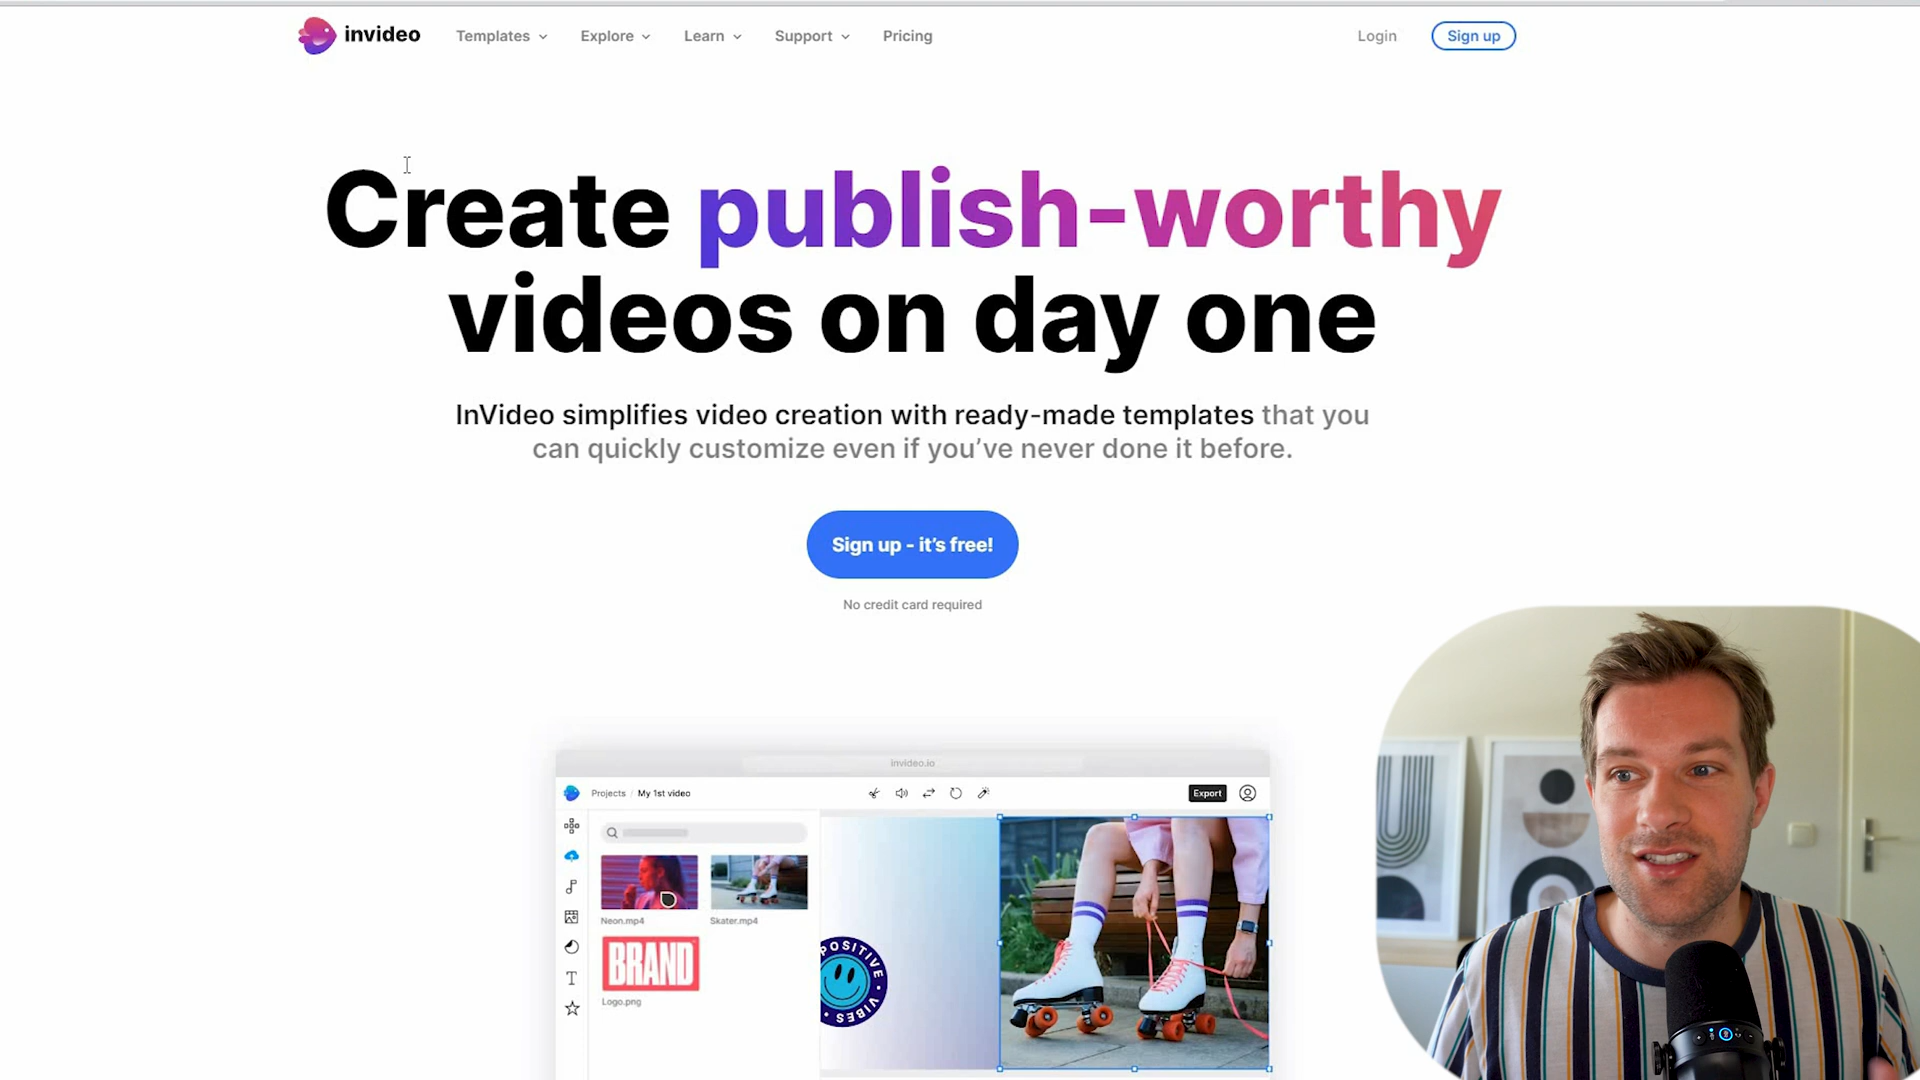 invideo
Templates
Explore
Learn
Support
Pricing
Login
Sign up
Create publish-worthy
videos on day one
InVideo simplifies video creation with ready-made templates that you
can quickly customize even if you’ve never done it before.
Sign up - it’s free!
No credit card required
invideo.io
Projects / My 1st video
Export
Neon.mp4
Skater.mp4
BRAND
Logo.png
POSITIVE
VIBES